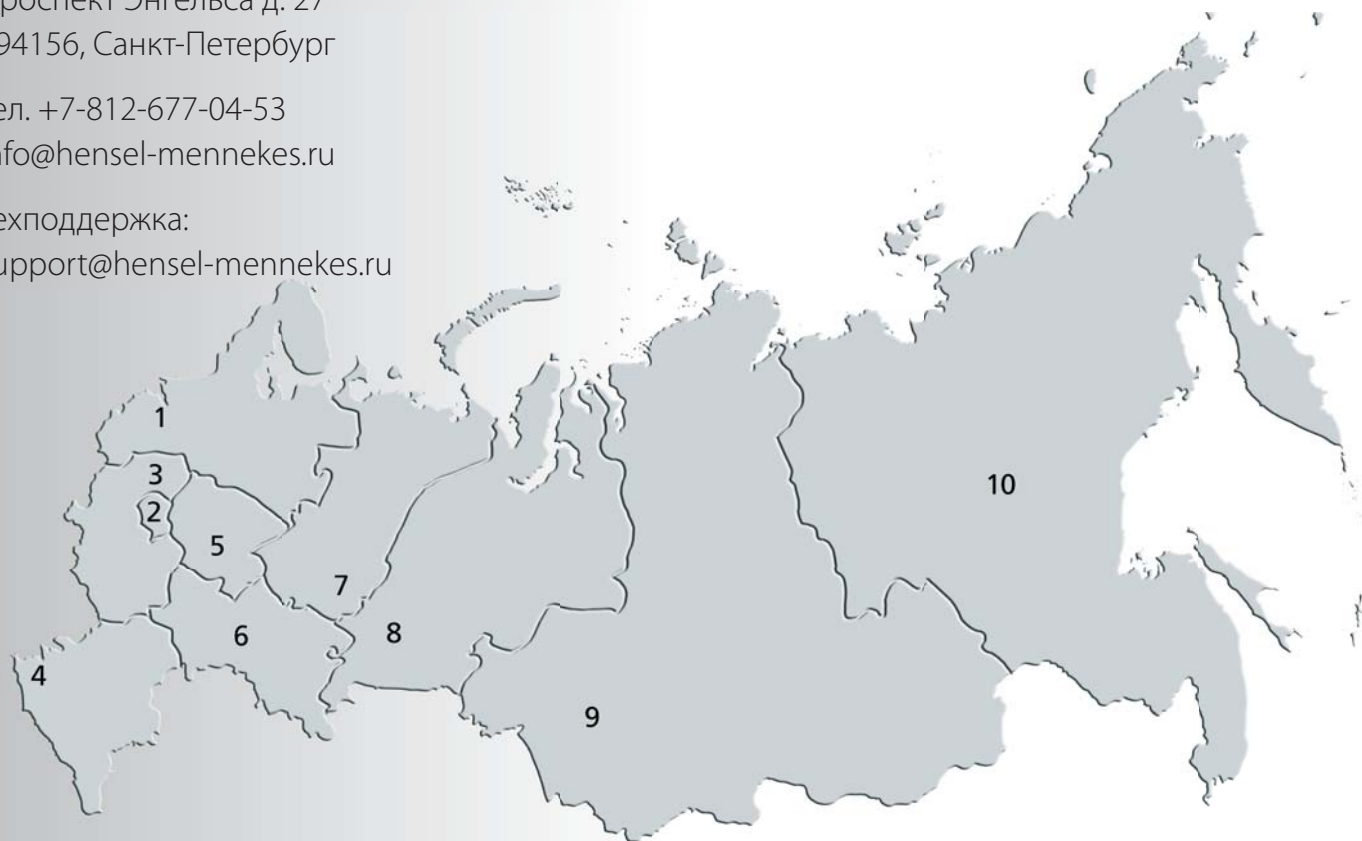 роспект Энгельса д. 27
94156, Санкт-Петербург
ел. +7-812-677-04-53
nfo@hensel-mennekes.ru
ехподдержка:
upport@hensel-mennekes.ru
1
3
2
5
7
6
8
4
9
10